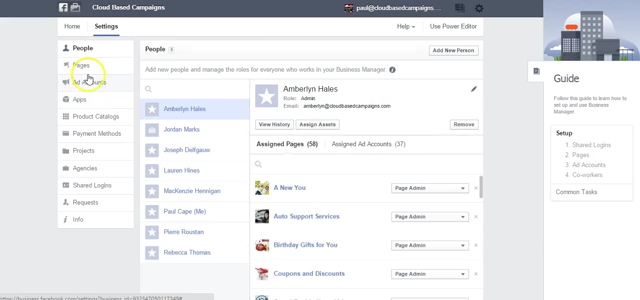 Cloud Based Campaigns
paul@cloudbasedcampaigns....
Home
Settings
Help
Use Power Editor
People
Pages
Ad Accounts
Apps
Product Catalogs
Payment Methods
Projects
Agencies
Shared Logins
Requests
Info
People
Add New Person
Add new people and manage the roles for everyone who works in your Business Manager.
Amberlyn Hales
Jordan Marks
Joseph Delfgauw
Lauren Hines
MacKenzie Hennigan
Paul Cape (Me)
Pierre Roustan
Rebecca Thomas
Amberlyn Hales
Role: Admin
Email: amberlyn@cloudbasedcampaigns.com
View History
Assign Assets
Remove
Assigned Pages (58)
Assigned Ad Accounts (37)
A New You
Page Admin
Auto Support Services
Page Admin
Birthday Gifts for You
Page Admin
Coupons and Discounts
Page Admin
Guide
Follow this guide to learn how to
set up and use Business
Manager.
Setup
1. Shared Logins
2. Pages
3. Ad Accounts
4. Co-workers
Common Tasks